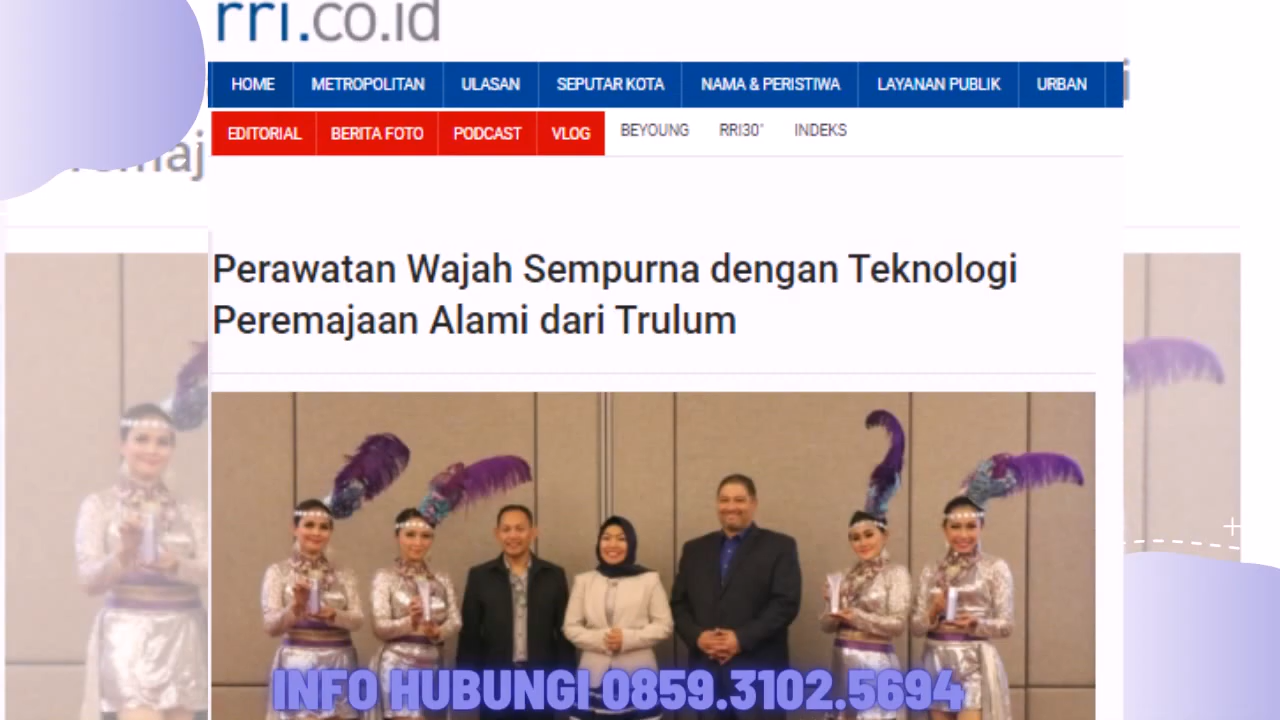 rri.co.id
HOME METROPOLITAN ULASAN SEPUTAR KOTA NAMA & PERISTIWA LAYANAN PUBLIK URBAN
EDITORIAL BERITA FOTO PODCAST VLOG BEYOUNG RRI30° INDEKS
Perawatan Wajah Sempurna dengan Teknologi
Peremajaan Alami dari Trulum
INFO HUBUNGI 0859.3102.5694